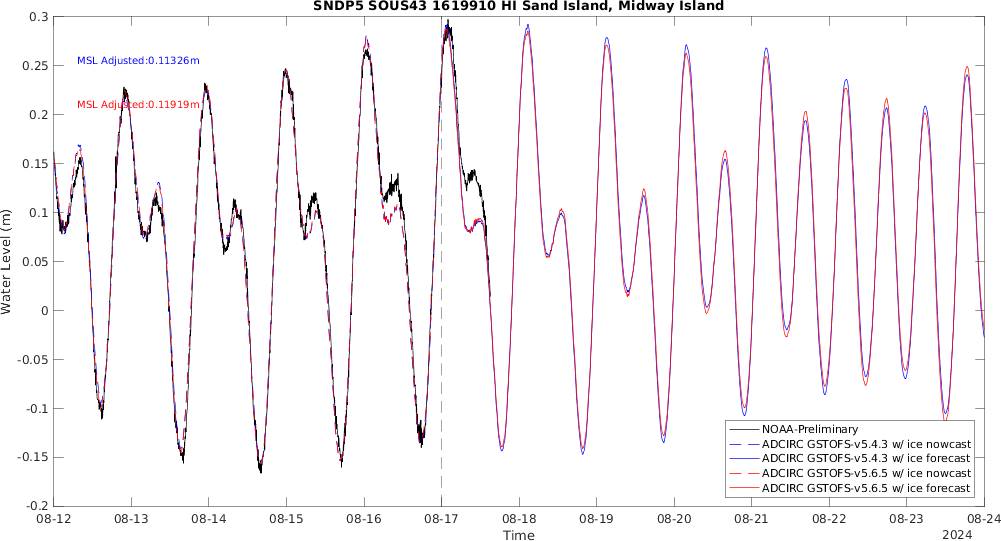 SNDP5 SOUS43 1619910 HI Sand Island, Midway Island
0.3
0.25
0.2
0.15
0.1
0.05
0
-0.05
-0.1
-0.15
-0.2
Water Level (m)
MSL Adjusted:0.11326m
MSL Adjusted:0.11919m
NOAA-Preliminary
ADCIRC GSTOFS-v5.4.3 w/ ice nowcast
ADCIRC GSTOFS-v5.4.3 w/ ice forecast
ADCIRC GSTOFS-v5.6.5 w/ ice nowcast
ADCIRC GSTOFS-v5.6.5 w/ ice forecast
08-12 08-13 08-14 08-15 08-16 08-17 08-18 08-19 08-20 08-21 08-22 08-23 08-24
Time
2024